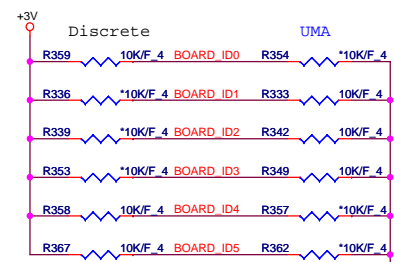 +3V
Discrete UMA
R359 10K/F_4 BOARD_ID0 R354 *10K/F_4
R336 *10K/F_4 BOARD_ID1 R333 10K/F_4
R339 *10K/F_4 BOARD_ID2 R342 10K/F_4
R353 *10K/F_4 BOARD_ID3 R349 10K/F_4
R358 10K/F_4 BOARD_ID4 R357 *10K/F_4
R367 10K/F_4 BOARD_ID5 R362 *10K/F_4